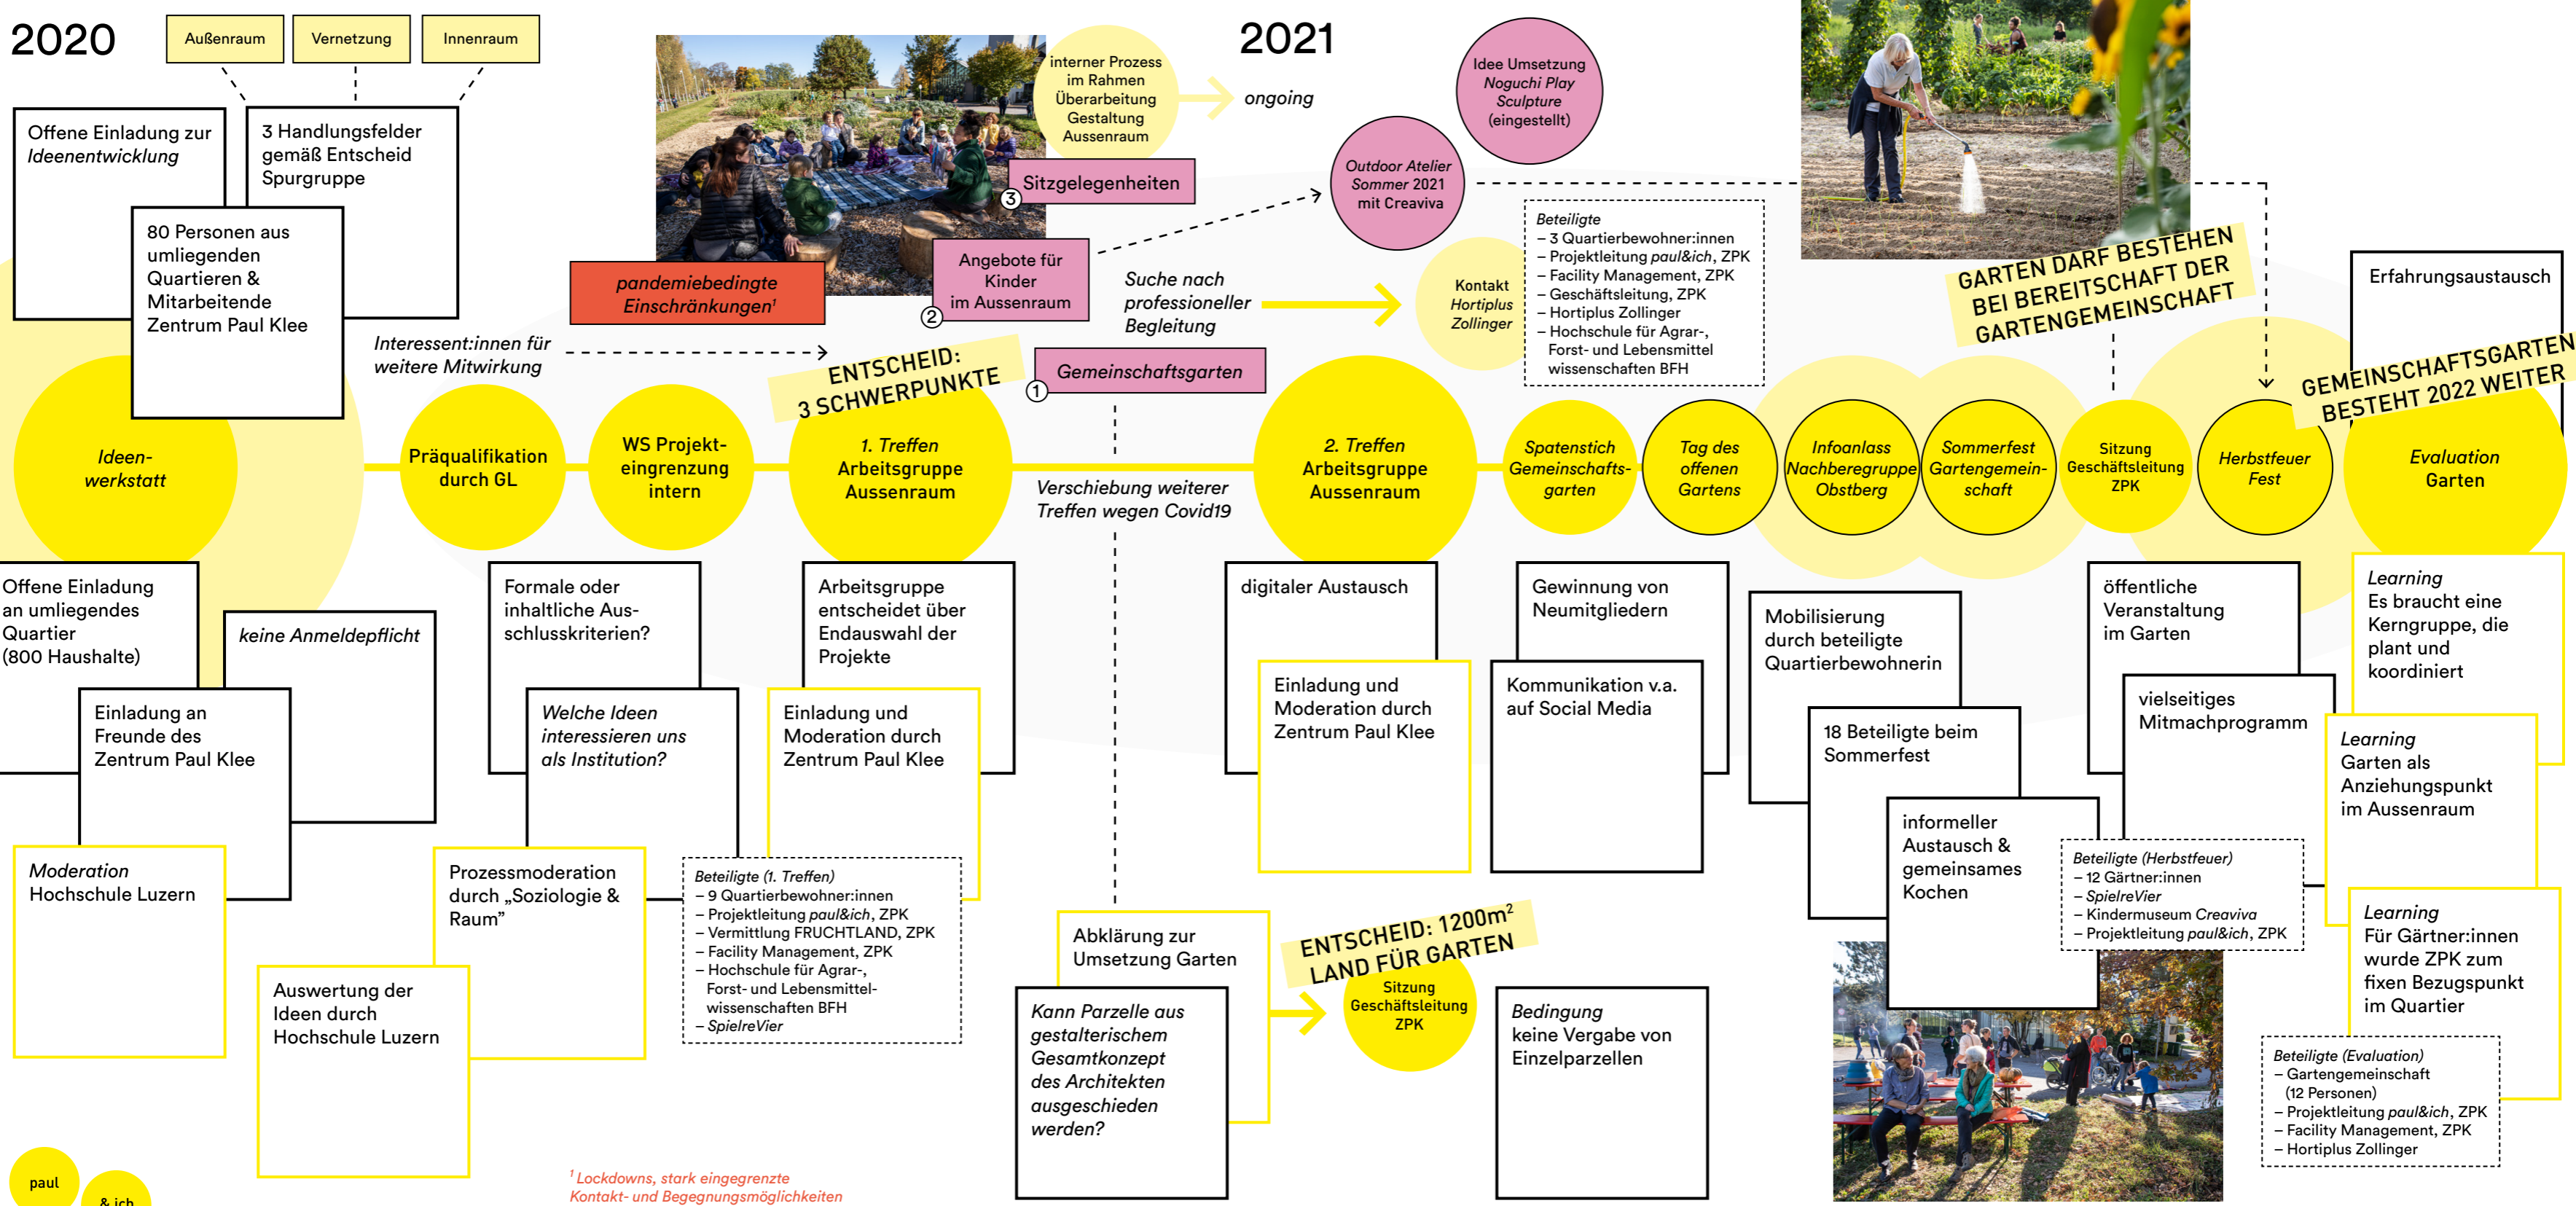 2020
Außenraum
Vernetzung
Innenraum
Offene Einladung zur
Ideenentwicklung
3 Handlungsfelder
gemäß Entscheid
Spurgruppe
80 Personen aus
umliegenden
Quartieren &
Mitarbeitende
Zentrum Paul Klee
Interessent:innen für
weitere Mitwirkung
pandemiebedingte
Einschränkungen¹
interner Prozess
im Rahmen
Überarbeitung
Gestaltung
Aussenraum
ongoing
2021
3
Sitzgelegenheiten
Angebote für
Kinder
im Aussenraum
2
Gemeinschaftsgarten
1
ENTSCHEID:
3 SCHWERPUNKTE
Suche nach
professioneller
Begleitung
Idee Umsetzung
Noguchi Play
Sculpture
(eingestellt)
Outdoor Atelier
Sommer 2021
mit Creaviva
Kontakt
Hortiplus
Zollinger
Beteiligte
– 3 Quartierbewohner:innen
– Projektleitung paul&ich, ZPK
– Facility Management, ZPK
– Geschäftsleitung, ZPK
– Hortiplus Zollinger
– Hochschule für Agrar-,
Forst- und Lebensmittel
wissenschaften BFH
GARTEN DARF BESTEHEN
BEI BEREITSCHAFT DER
GARTENGEMEINSCHAFT
Erfahrungsaustausch
GEMEINSCHAFTSGARTEN
BESTEHT 2022 WEITER
Ideen-
werkstatt
Präqualifikation
durch GL
WS Projekt-
eingrenzung
intern
1. Treffen
Arbeitsgruppe
Aussenraum
Verschiebung weiterer
Treffen wegen Covid19
2. Treffen
Arbeitsgruppe
Aussenraum
Spatenstich
Gemeinschafts-
garten
Tag des
offenen
Gartens
Infoanlass
Nachberegruppe
Obstberg
Sommerfest
Gartengemein-
schaft
Sitzung
Geschäftsleitung
ZPK
Herbstfeuer
Fest
Evaluation
Garten
Offene Einladung
an umliegendes
Quartier
(800 Haushalte)
keine Anmeldepflicht
Einladung an
Freunde des
Zentrum Paul Klee
Moderation
Hochschule Luzern
Auswertung der
Ideen durch
Hochschule Luzern
Formale oder
inhaltliche Aus-
schlusskriterien?
Welche Ideen
interessieren uns
als Institution?
Prozessmoderation
durch „Soziologie &
Raum”
Arbeitsgruppe
entscheidet über
Endauswahl der
Projekte
Einladung und
Moderation durch
Zentrum Paul Klee
Beteiligte (1. Treffen)
– 9 Quartierbewohner:innen
– Projektleitung paul&ich, ZPK
– Vermittlung FRUCHTLAND, ZPK
– Facility Management, ZPK
– Hochschule für Agrar-,
Forst- und Lebensmittel-
wissenschaften BFH
– SpielreVier
Abklärung zur
Umsetzung Garten
Kann Parzelle aus
gestalterischem
Gesamtkonzept
des Architekten
ausgeschieden
werden?
ENTSCHEID: 1200m²
LAND FÜR GARTEN
Sitzung
Geschäftsleitung
ZPK
digitaler Austausch
Einladung und
Moderation durch
Zentrum Paul Klee
Gewinnung von
Neumitgliedern
Kommunikation v.a.
auf Social Media
Bedingung
keine Vergabe von
Einzelparzellen
Mobilisierung
durch beteiligte
Quartierbewohnerin
18 Beteiligte beim
Sommerfest
informeller
Austausch &
gemeinsames
Kochen
öffentliche
Veranstaltung
im Garten
vielseitiges
Mitmachprogramm
Beteiligte (Herbstfeuer)
– 12 Gärtner:innen
– SpielreVier
– Kindermuseum Creaviva
– Projektleitung paul&ich, ZPK
Learning
Es braucht eine
Kerngruppe, die
plant und
koordiniert
Learning
Garten als
Anziehungspunkt
im Aussenraum
Learning
Für Gärtner:innen
wurde ZPK zum
fixen Bezugspunkt
im Quartier
Beteiligte (Evaluation)
– Gartengemeinschaft
(12 Personen)
– Projektleitung paul&ich, ZPK
– Facility Management, ZPK
– Hortiplus Zollinger
paul
& ich
¹ Lockdowns, stark eingegrenzte
Kontakt- und Begegnungsmöglichkeiten